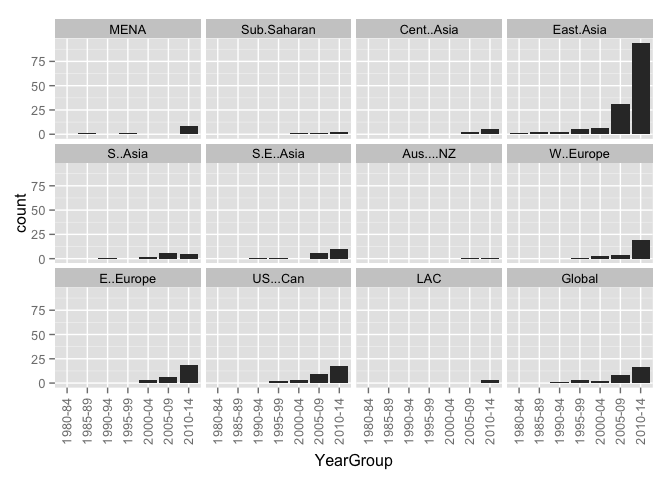 MENA Sub.Saharan Cent..Asia East.Asia
75
50
25
0
S..Asia S.E..Asia Aus....NZ W..Europe
75
50
25
0
count
E..Europe US...Can LAC Global
75
50
25
0
1980-84 1985-89 1990-94 1995-99 2000-04 2005-09 2010-14 1980-84 1985-89 1990-94 1995-99 2000-04 2005-09 2010-14 1980-84 1985-89 1990-94 1995-99 2000-04 2005-09 2010-14 1980-84 1985-89 1990-94 1995-99 2000-04 2005-09 2010-14
YearGroup